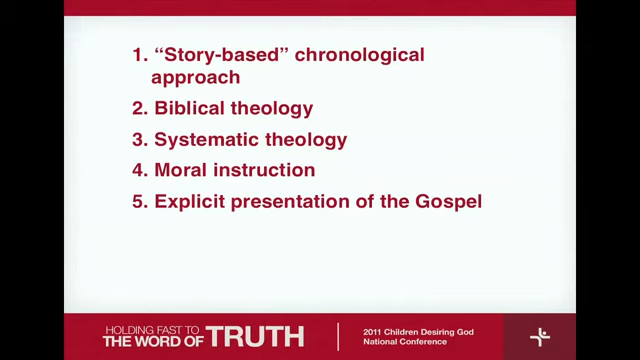 1. “Story-based” chronological
approach
2. Biblical theology
3. Systematic theology
4. Moral instruction
5. Explicit presentation of the Gospel
HOLDING FAST TO
THE WORD OF TRUTH
2011 Children Desiring God
National Conference